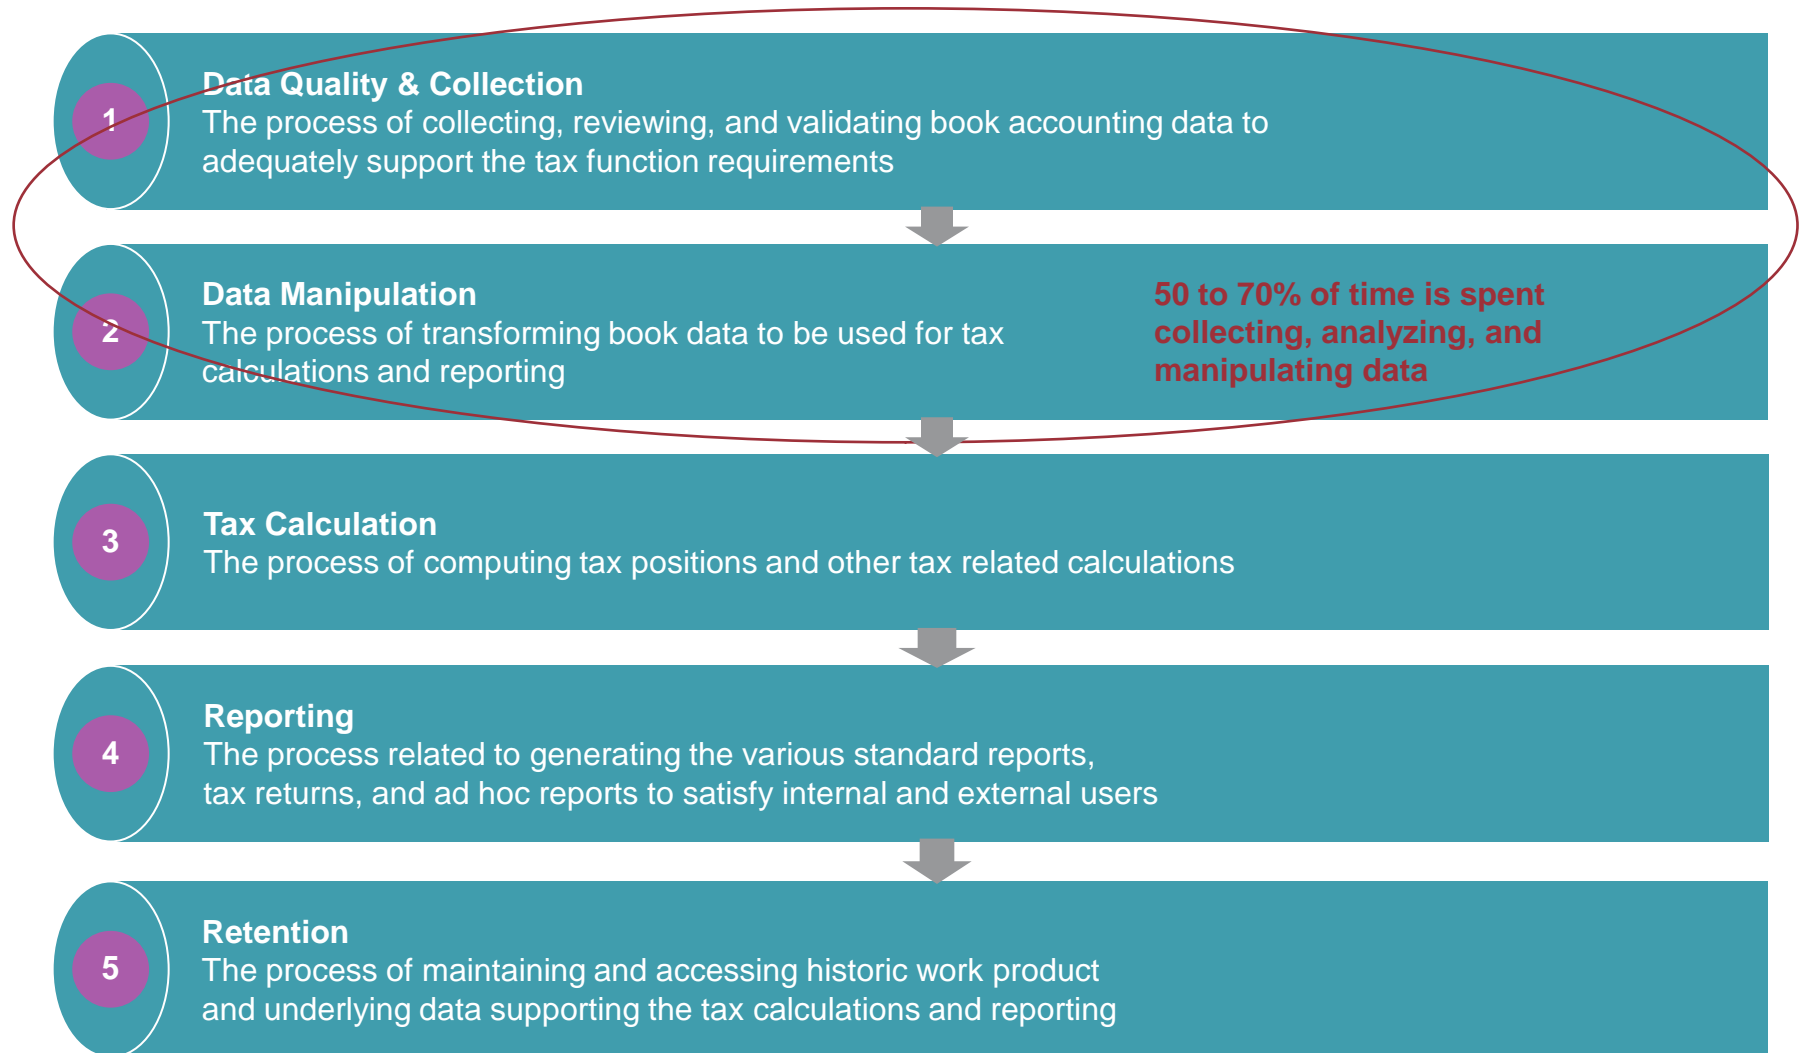 1
Data Quality & Collection
The process of collecting, reviewing, and validating book accounting data to
adequately support the tax function requirements
2
Data Manipulation
The process of transforming book data to be used for tax
calculations and reporting
50 to 70% of time is spent
collecting, analyzing, and
manipulating data
3
Tax Calculation
The process of computing tax positions and other tax related calculations
4
Reporting
The process related to generating the various standard reports,
tax returns, and ad hoc reports to satisfy internal and external users
5
Retention
The process of maintaining and accessing historic work product
and underlying data supporting the tax calculations and reporting